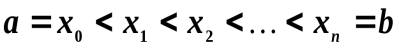 a = x₀ < x₁ < x₂ < ... < xₙ = b